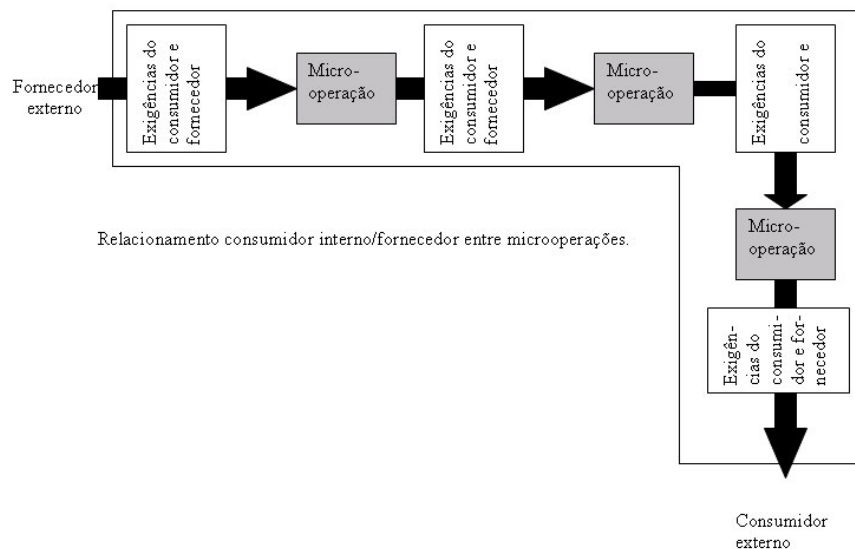 Fornecedor
externo
Exigências do
consumidor e
fornecedor
Micro-
operação
Exigências do
consumidor e
fornecedor
Micro-
operação
Exigências do
consumidor e
Micro-
operação
Exigên-
cias do
consumi-
dor e for-
necedor
Relacionamento consumidor interno/fornecedor entre microoperações.
Consumidor
externo